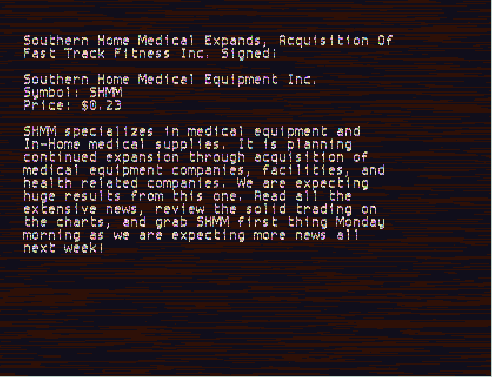 Southern Home Medical Expands, Acquisition Of
Fast Track Fitness Inc. Signed!
Southern Home Medical Equipment Inc.
Symbol: SHMM
Price: $0.23
SHMM specializes in medical equipment and
In-Home medical supplies. It is planning
continued expansion through acquisition of
medical equipment companies, facilities, and
health related companies. We are expecting
huge results from this one. Read all the
extensive news, review the solid trading on
the charts, and grab SHMM first thing Monday
morning as we are expecting more news all
next week!